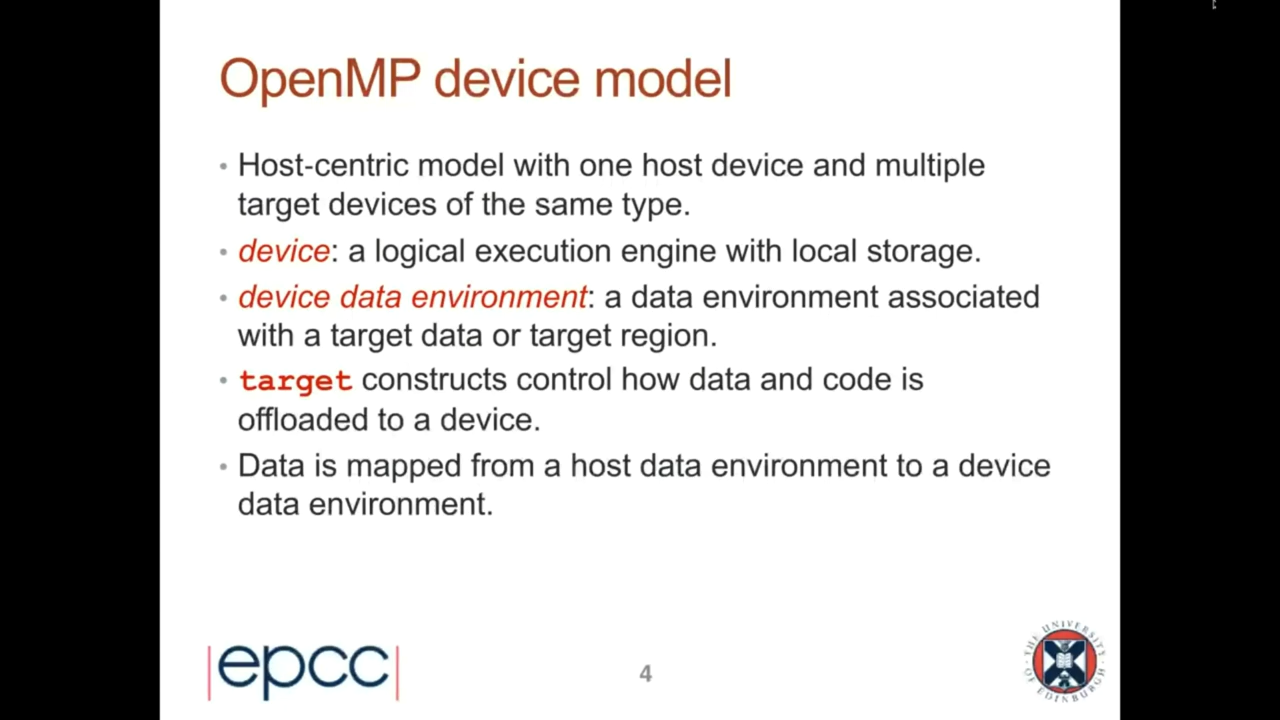 OpenMP device model
• Host-centric model with one host device and multiple
target devices of the same type.
• device: a logical execution engine with local storage.
• device data environment: a data environment associated
with a target data or target region.
• target constructs control how data and code is
offloaded to a device.
• Data is mapped from a host data environment to a device
data environment.
|epcc|
4
THE UNIVERSITY
OF EDINBURGH